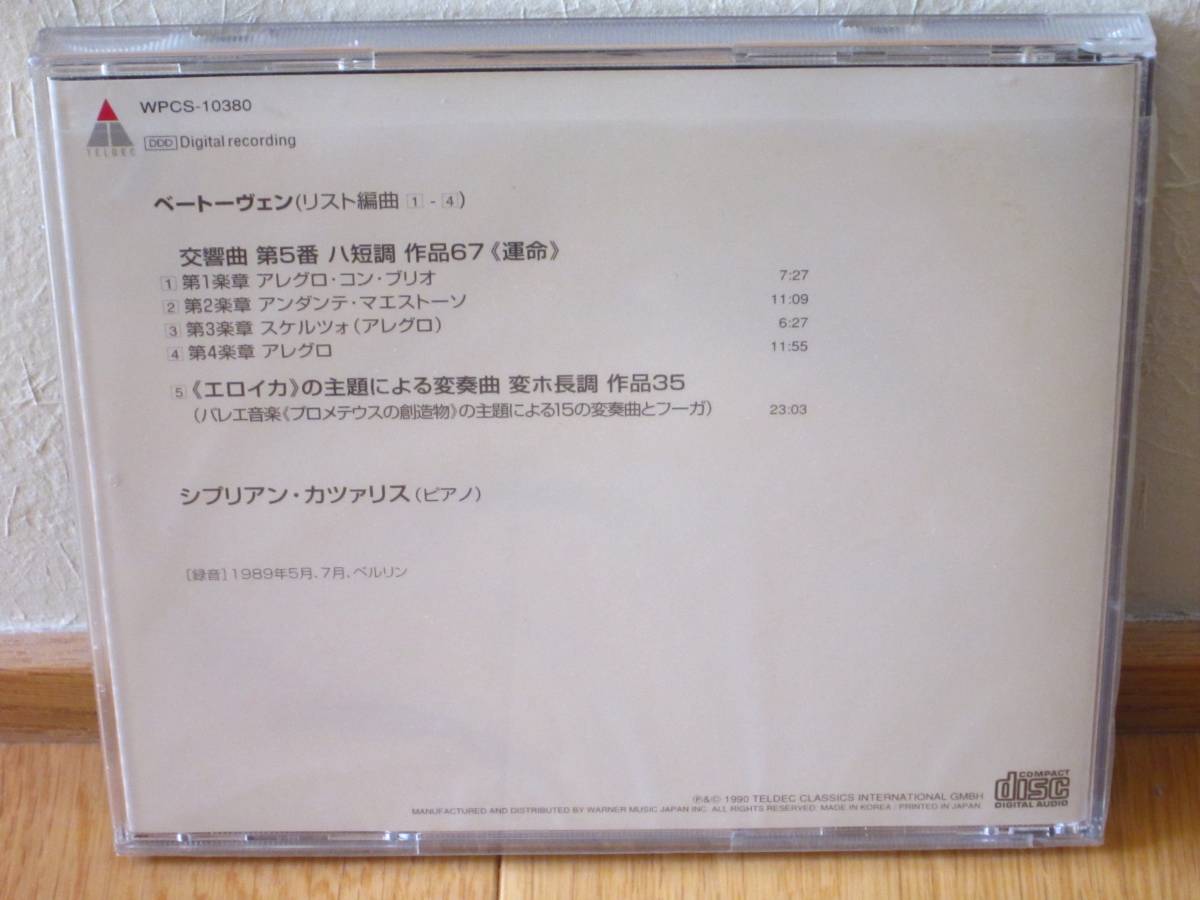 WPCS-10380
TELDEC
DDD Digital recording
ベートーヴェン(リスト編曲 1 - 4)
交響曲 第5番 ハ短調 作品67《運命》
1 第1楽章 アレグロ・コン・ブリオ 7:27
2 第2楽章 アンダンテ・マエストーソ 11:09
3 第3楽章 スケルツォ(アレグロ) 6:27
4 第4楽章 アレグロ 11:55
5 《エロイカ》の主題による変奏曲 変ホ長調 作品35
(バレエ音楽《プロメテウスの創造物》の主題による15の変奏曲とフーガ) 23:03
シプリアン・カツァリス(ピアノ)
[録音]1989年5月、7月、ベルリン
COMPACT
disc
DIGITAL AUDIO
℗&© 1990 TELDEC CLASSICS INTERNATIONAL GMBH
MANUFACTURED AND DISTRIBUTED BY WARNER MUSIC JAPAN INC. ALL RIGHTS RESERVED. MADE IN KOREA / PRINTED IN JAPAN.